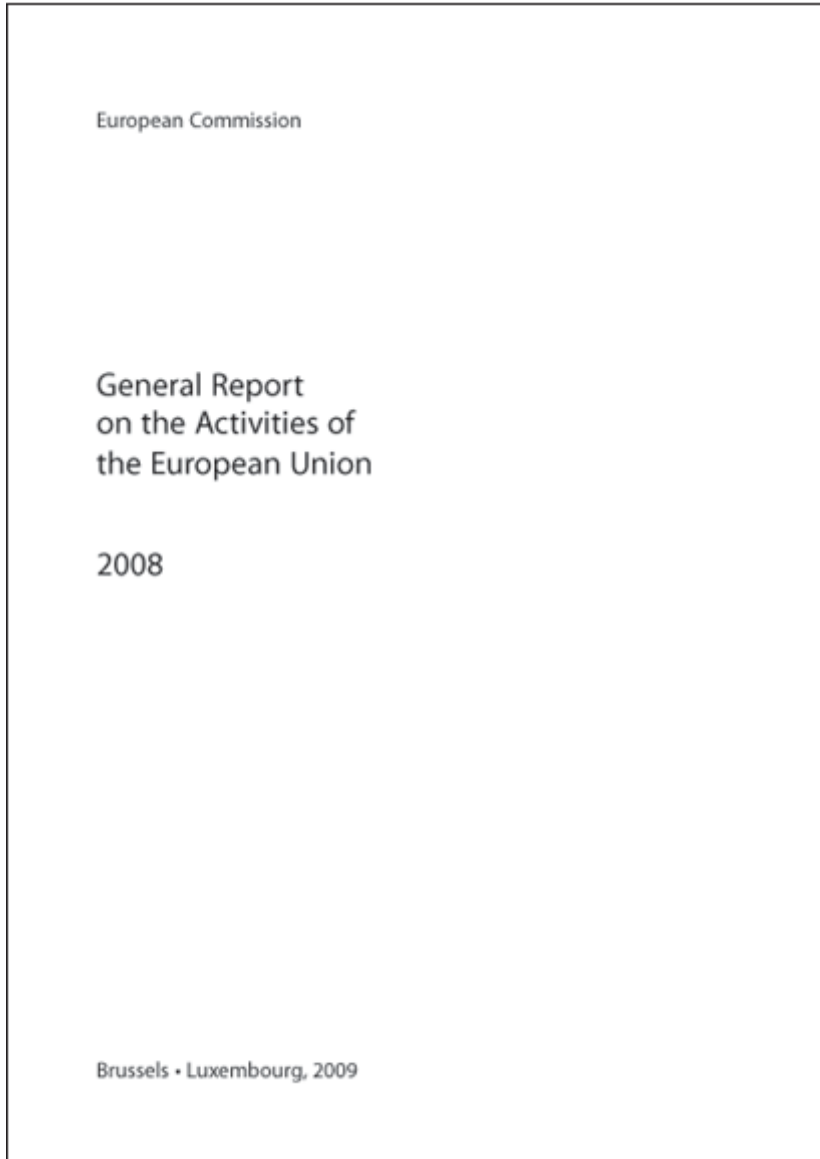 European Commission
General Report
on the Activities of
the European Union
2008
Brussels • Luxembourg, 2009